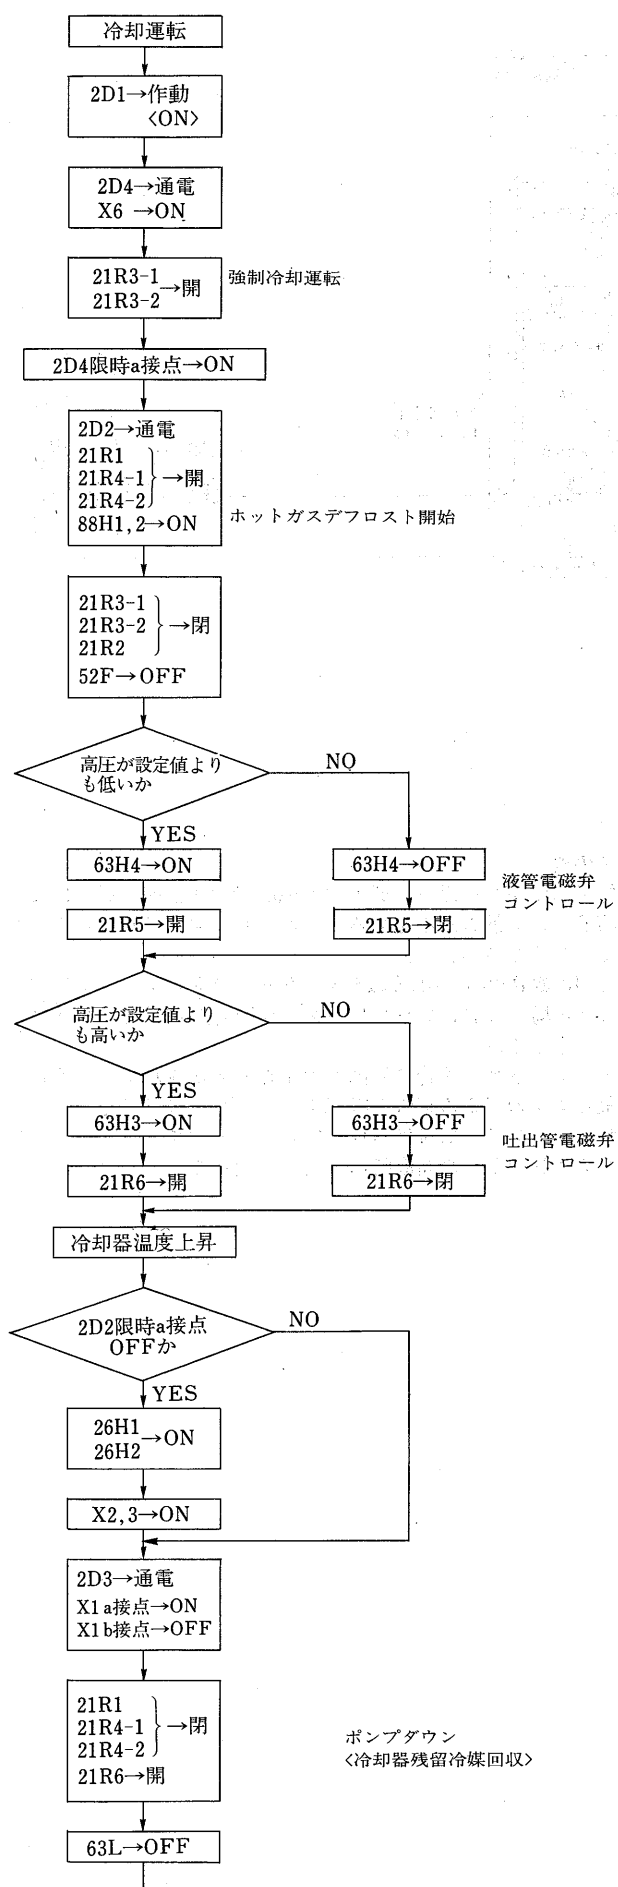 冷却運転
2D1→作動
<ON>
2D4→通電
X6 →ON
21R3-1
21R3-2
→開
強制冷却運転
2D4限時a接点→ON
2D2→通電
21R1
21R4-1
21R4-2
→開
88H1,2→ON
ホットガスデフロスト開始
21R3-1
21R3-2
21R2
→閉
52F→OFF
高圧が設定値より
も低いか
NO
YES
63H4→ON
63H4→OFF
液管電磁弁
コントロール
21R5→開
21R5→閉
高圧が設定値より
も高いか
NO
YES
63H3→ON
63H3→OFF
吐出管電磁弁
コントロール
21R6→開
21R6→閉
冷却器温度上昇
2D2限時a接点
OFFか
NO
YES
26H1
26H2
→ON
X2,3→ON
2D3→通電
X1a接点→ON
X1b接点→OFF
21R1
21R4-1
21R4-2
→閉
21R6→開
ポンプダウン
<冷却器残留冷媒回収>
63L→OFF